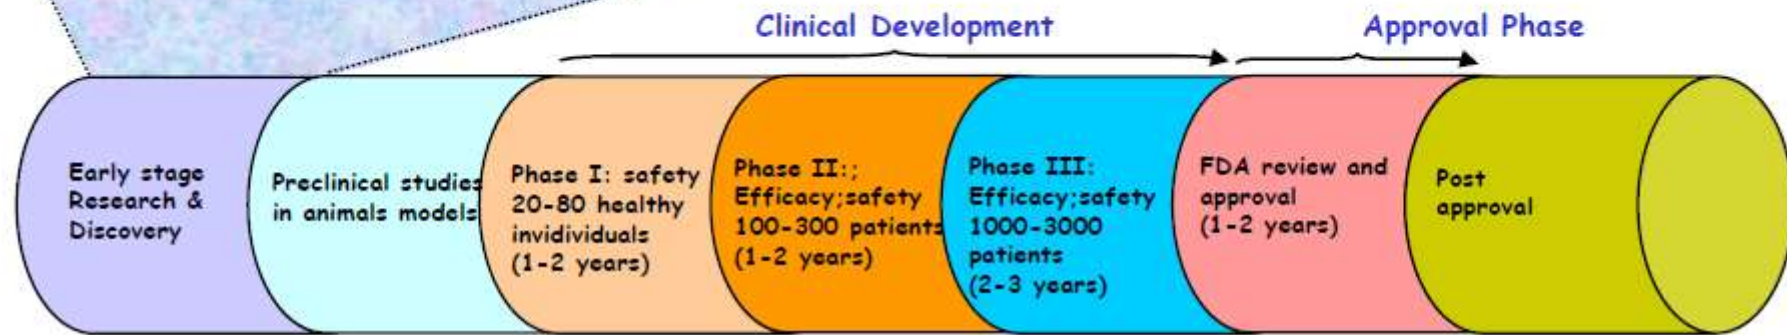 Clinical Development
Approval Phase
Early stage
Research &
Discovery
Preclinical studies
in animals models
Phase I: safety
20-80 healthy
invidividuals
(1-2 years)
Phase II:;
Efficacy;safety
100-300 patients
(1-2 years)
Phase III:
Efficacy;safety
1000-3000
patients
(2-3 years)
FDA review and
approval
(1-2 years)
Post
approval